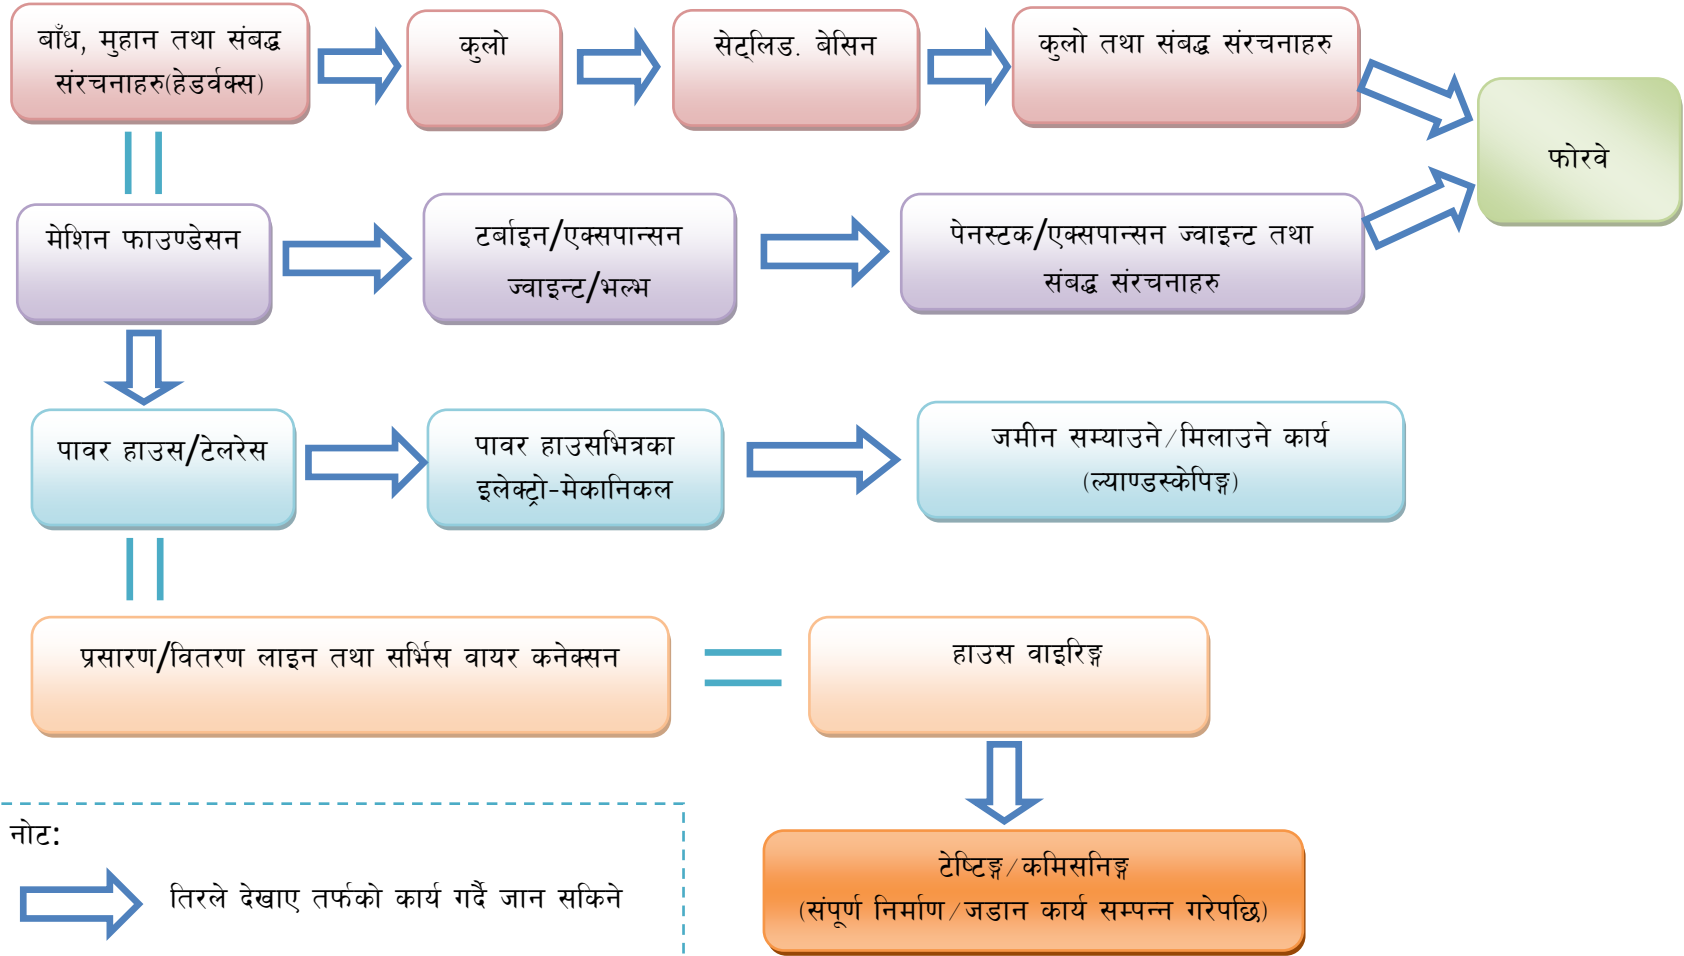 बाँध, मुहान तथा संबद्ध
संरचनाहरु(हेडर्वक्स)
कुलो
सेट्लिड. बेसिन
कुलो तथा संबद्ध संरचनाहरु
फोरवे
मेशिन फाउण्डेसन
टर्बाइन/एक्सपान्सन
ज्वाइन्ट/भल्भ
पेनस्टक/एक्सपान्सन ज्वाइन्ट तथा
संबद्ध संरचनाहरु
पावर हाउस/टेलरेस
पावर हाउसभित्रका
इलेक्ट्रो-मेकानिकल
जमीन सम्याउने/मिलाउने कार्य
(ल्याण्डस्केपिङ्ग)
प्रसारण/वितरण लाइन तथा सर्भिस वायर कनेक्सन
हाउस वाइरिङ्ग
टेष्टिङ्ग/कमिसनिङ्ग
(संपूर्ण निर्माण/जडान कार्य सम्पन्न गरेपछि)
नोट:
तिरले देखाए तर्फको कार्य गर्दै जान सकिने